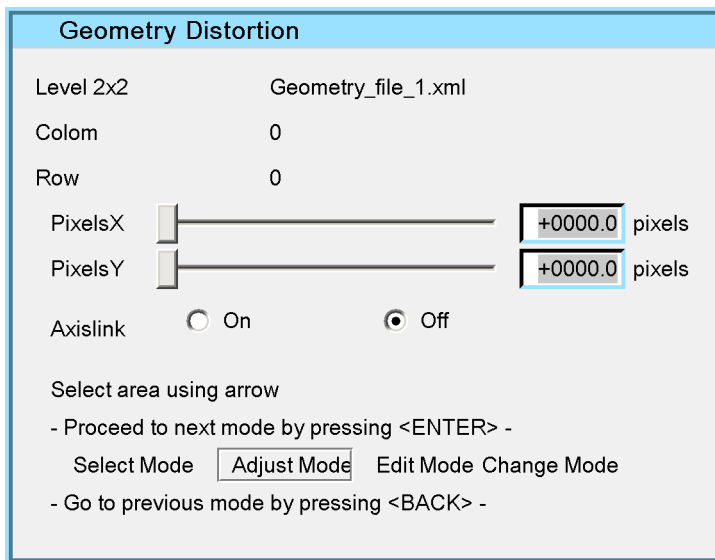 Geometry Distortion
Level 2x2 Geometry_file_1.xml
Colom 0
Row 0
PixelsX +0000.0 pixels
PixelsY +0000.0 pixels
Axislink On Off
Select area using arrow
- Proceed to next mode by pressing <ENTER> -
Select Mode Adjust Mode Edit Mode Change Mode
- Go to previous mode by pressing <BACK> -